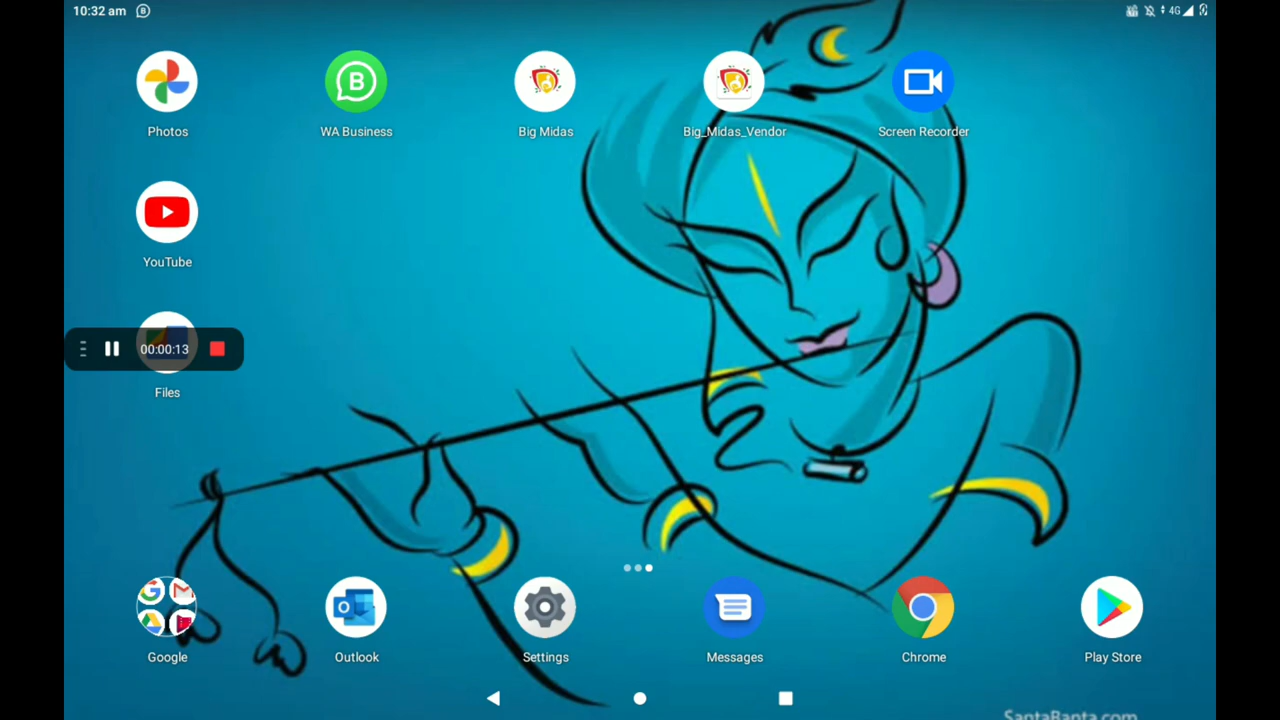 10:32 am
4G
Photos
WA Business
Big Midas
Big_Midas_Vendor
Screen Recorder
YouTube
00:00:13
Files
Google
Outlook
Settings
Messages
Chrome
Play Store
SantaBanta.com